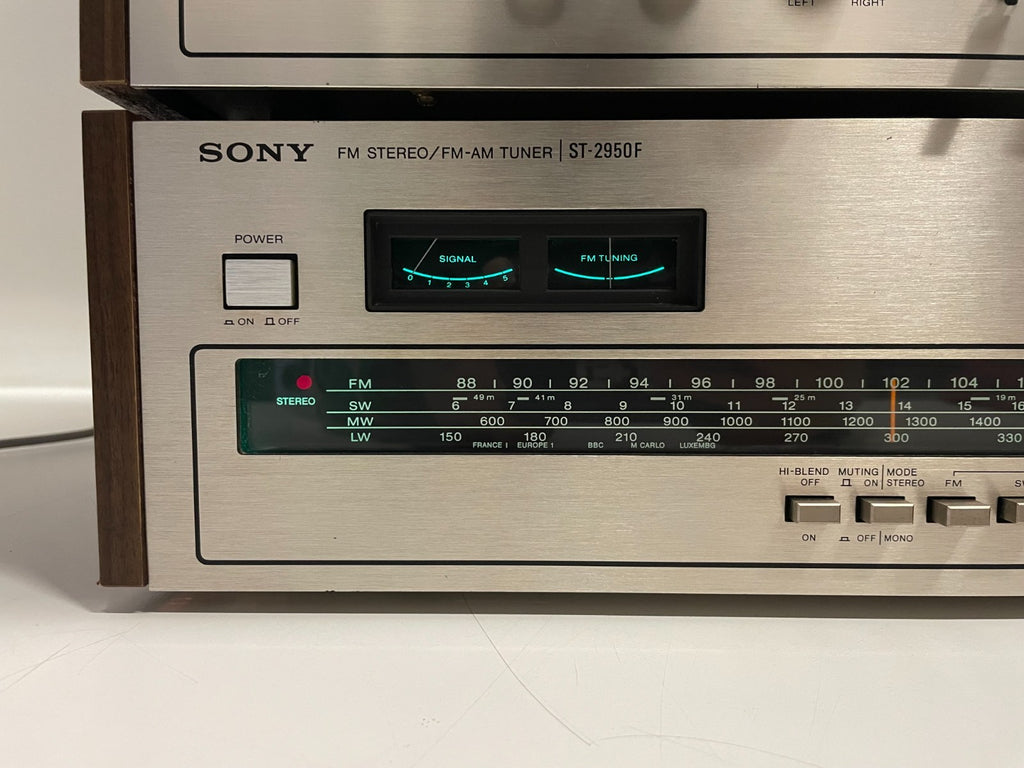 LEFT RIGHT
SONY FM STEREO/FM-AM TUNER | ST-2950F
POWER
ON OFF
SIGNAL
0 1 2 3 4 5
FM TUNING
STEREO
FM 88 90 92 94 96 98 100 102 104
49 m 41 m 31 m 25 m 19 m
SW 6 7 8 9 10 11 12 13 14 15 16
MW 600 700 800 900 1000 1100 1200 1300 1400
LW 150 180 210 240 270 300 330
FRANCE I EUROPE 1 BBC M CARLO LUXEMBG
HI-BLEND MUTING | MODE
OFF ON | STEREO FM
ON OFF | MONO